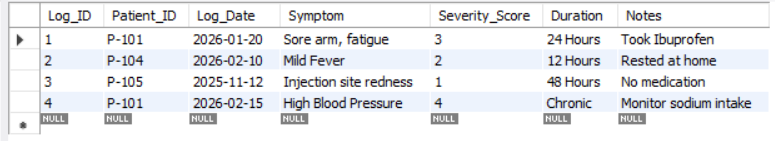 Log_ID Patient_ID Log_Date Symptom Severity_Score Duration Notes
1 P-101 2026-01-20 Sore arm, fatigue 3 24 Hours Took Ibuprofen
2 P-104 2026-02-10 Mild Fever 2 12 Hours Rested at home
3 P-105 2025-11-12 Injection site redness 1 48 Hours No medication
4 P-101 2026-02-15 High Blood Pressure 4 Chronic Monitor sodium intake
NULL NULL NULL NULL NULL NULL NULL